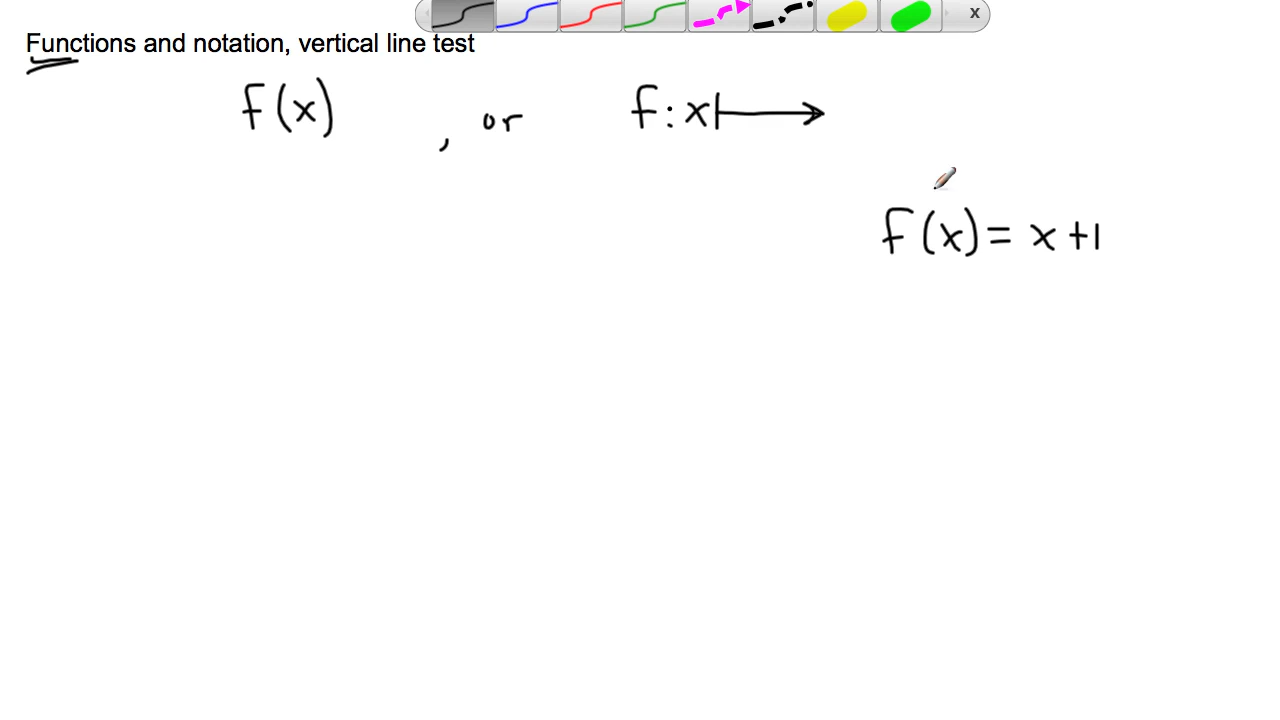 Functions and notation, vertical line test
f(x) , or f: x ↦
f(x) = x + 1
x